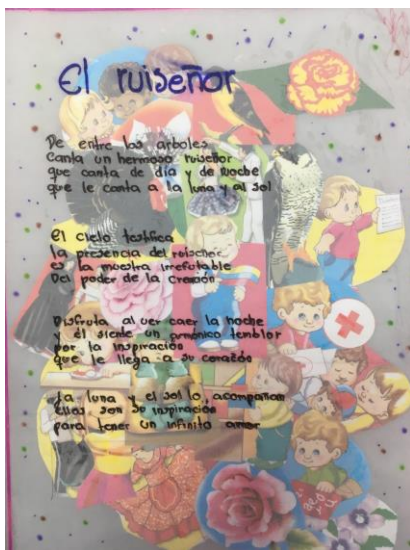 El ruiseñor
De entre los arboles
Canta un hermoso ruiseñor
que canta de día y de noche
que le canta a la luna y al sol
El cielo testifica
la presencia del ruiseñor
es la muestra irrefutable
Del poder de la Creación
Disfruta al ver caer la noche
y él siente un armónico temblor
por la inspiración
que le llega a su corazón
La luna y el sol lo acompañan
Ellos son su inspiración
para tener un infinito amor